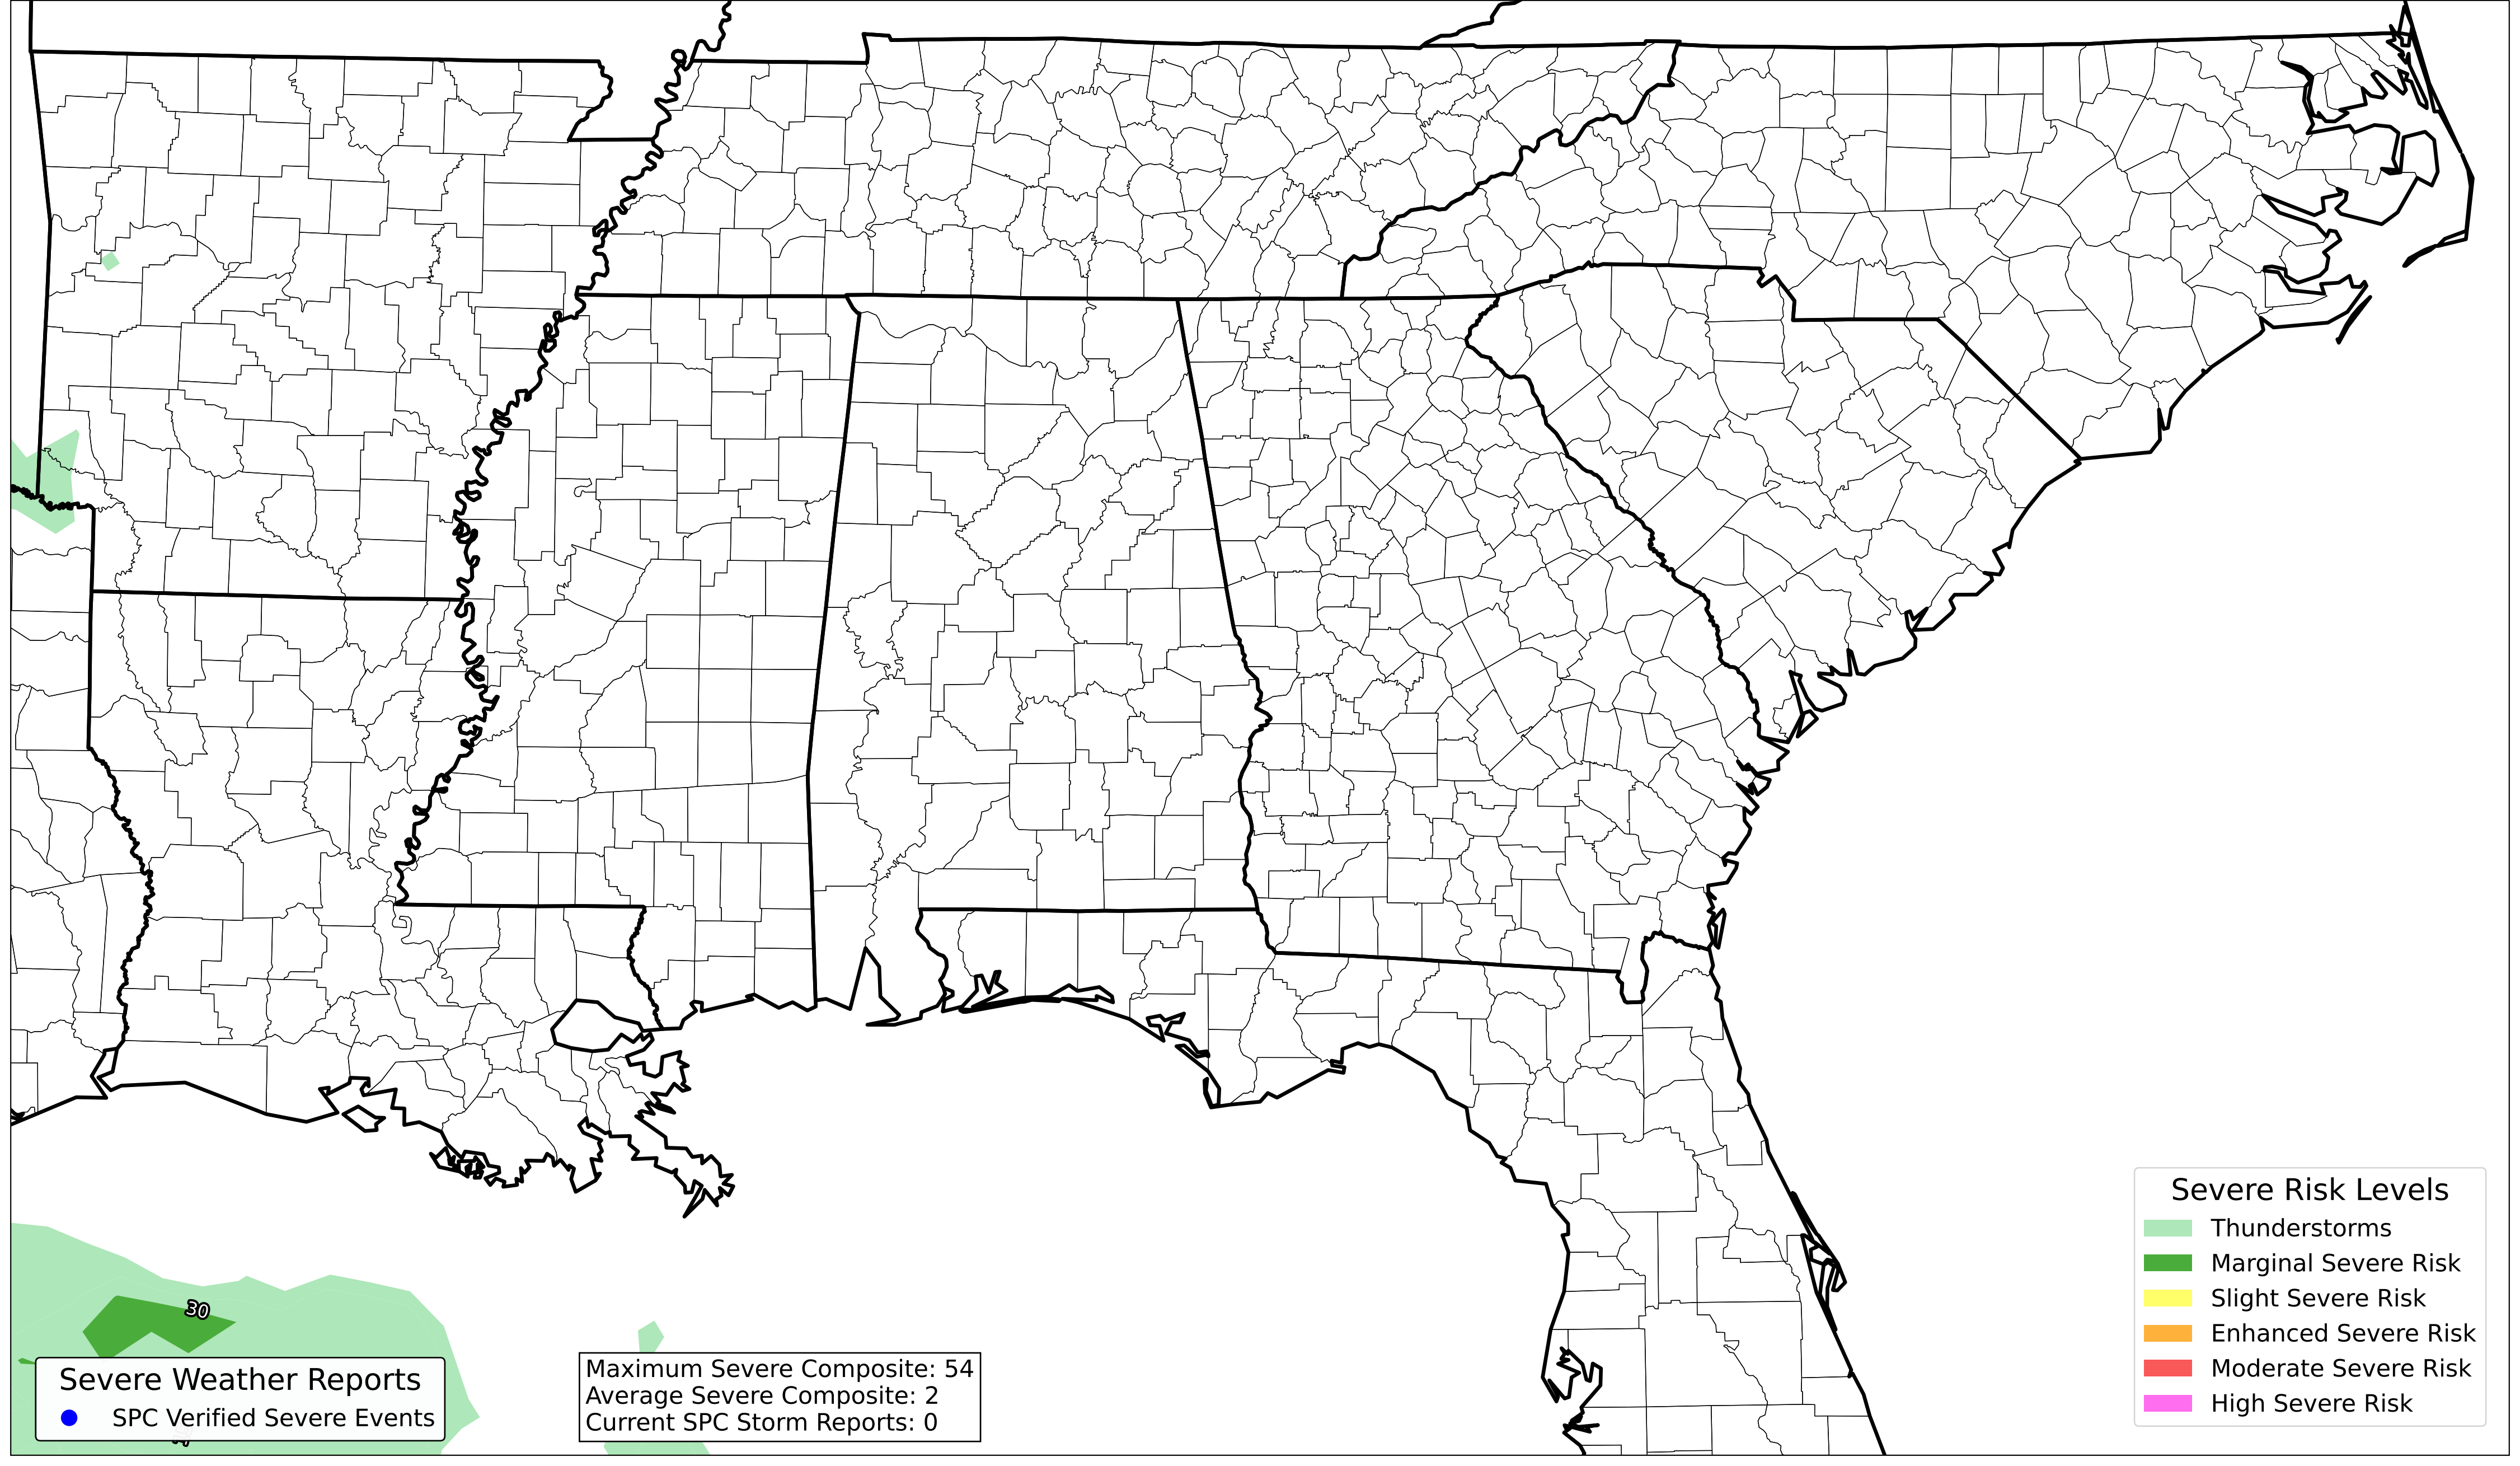 30
Severe Weather Reports
SPC Verified Severe Events
Maximum Severe Composite: 54
Average Severe Composite: 2
Current SPC Storm Reports: 0
Severe Risk Levels
Thunderstorms
Marginal Severe Risk
Slight Severe Risk
Enhanced Severe Risk
Moderate Severe Risk
High Severe Risk